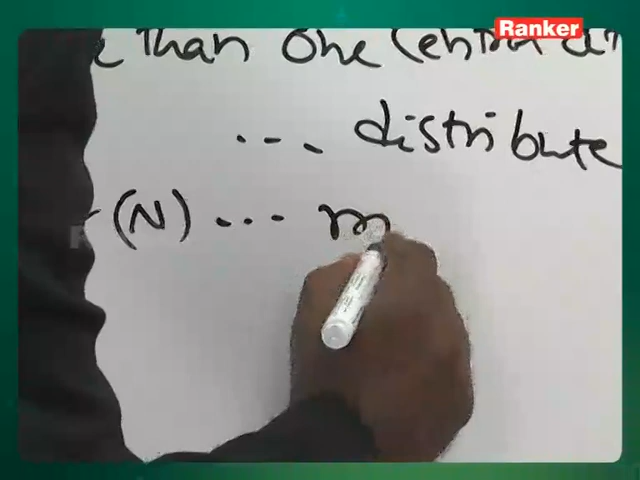 Ranker
than one central
... distribute
(N) ... m